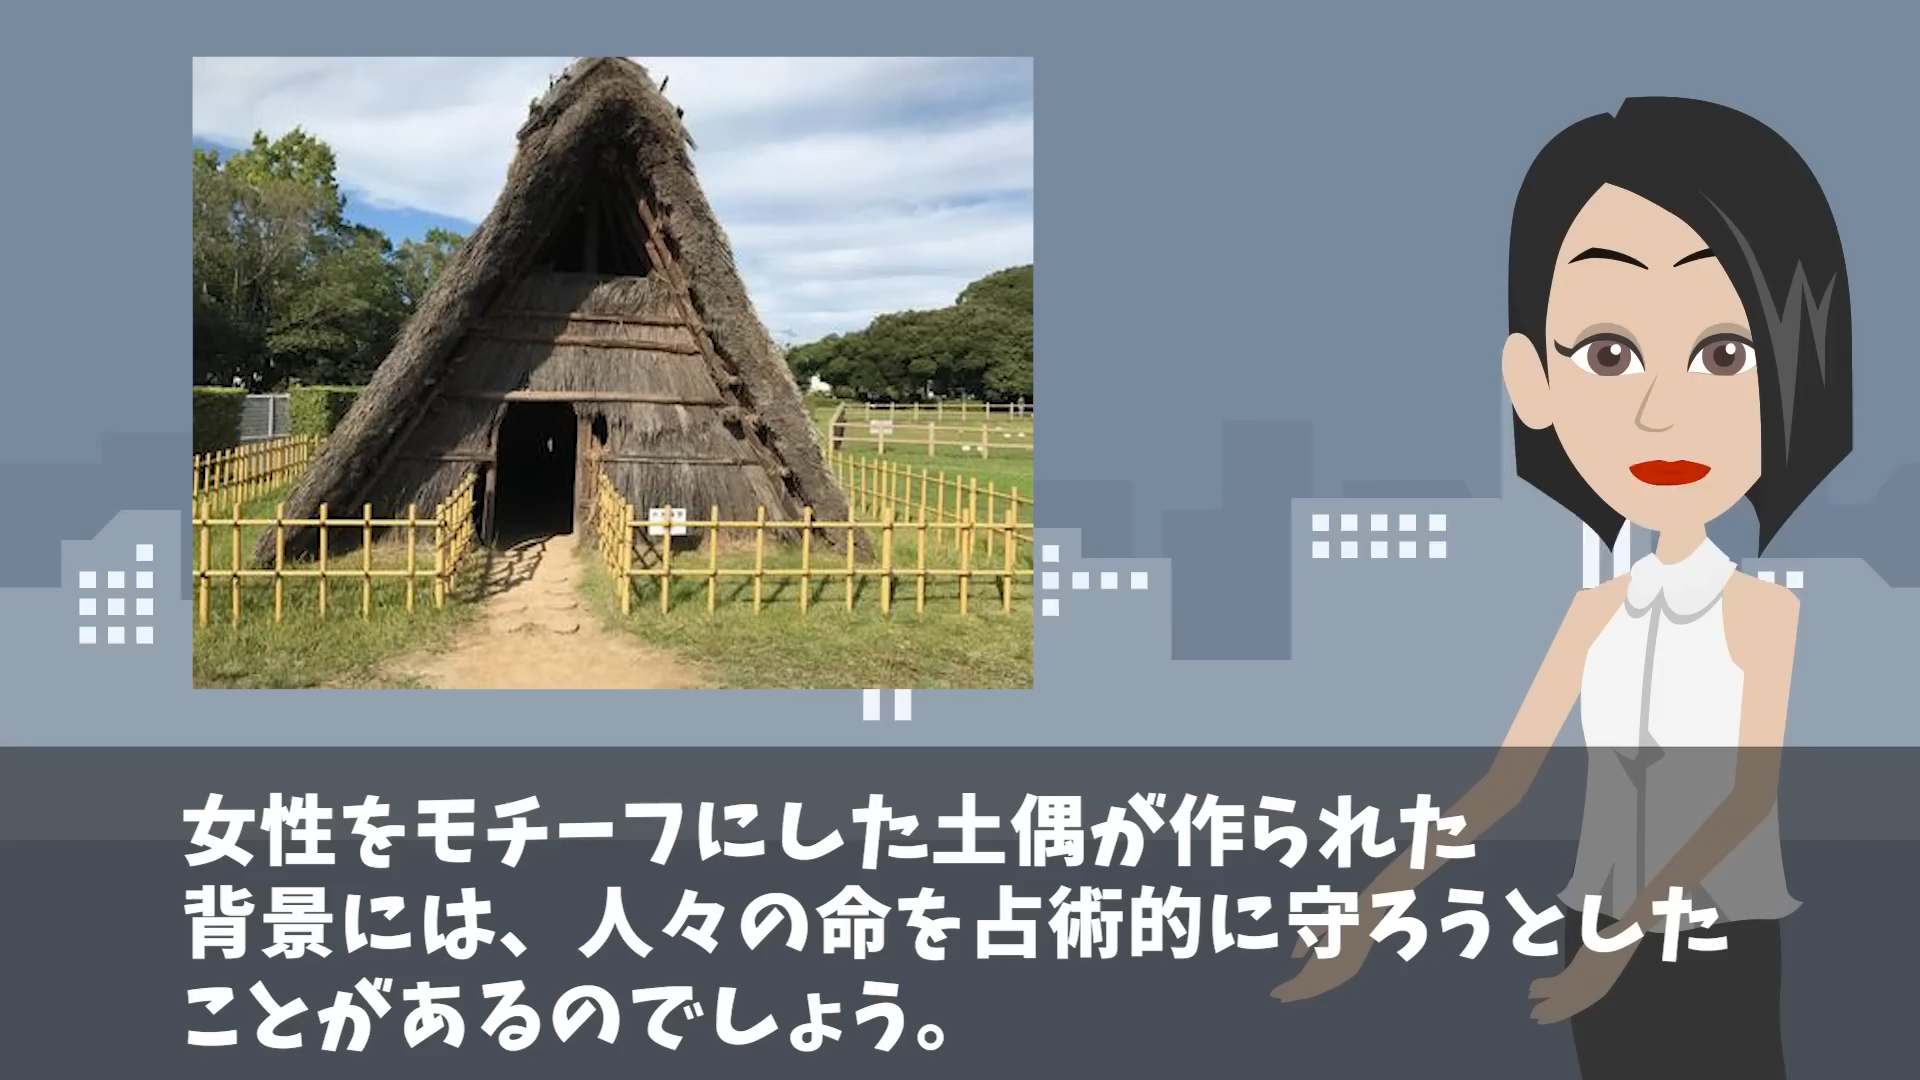 女性をモチーフにした土偶が作られた
背景には、人々の命を占術的に守ろうとした
ことがあるのでしょう。